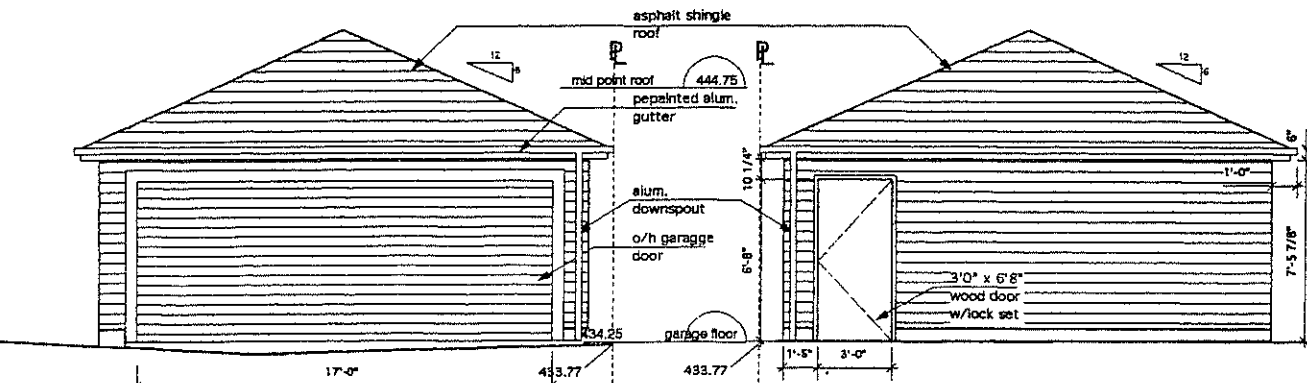 asphalt shingle
roof
12
6
mid point roof 444.75
pepainted alum.
gutter
12
6
6"
10 1/4"
1'-0"
alum.
downspout
o/h garagge
door
6'-8"
7'-5 7/8"
3'0" x 6'8"
wood door
w/lock set
434.25
garage floor
17'-0"
433.77
433.77
1'-5"
3'-0"